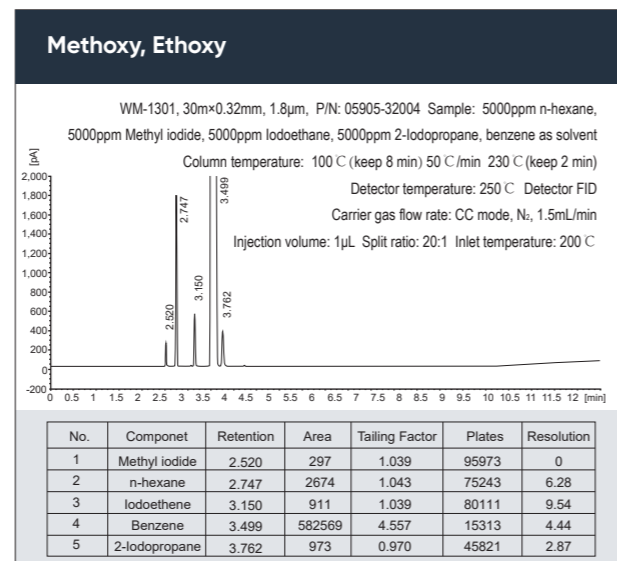 Methoxy, Ethoxy
WM-1301, 30m×0.32mm, 1.8μm, P/N: 05905-32004 Sample: 5000ppm n-hexane,
5000ppm Methyl iodide, 5000ppm Iodoethane, 5000ppm 2-Iodopropane, benzene as solvent
Column temperature: 100℃ (keep 8 min) 50℃/min 230℃ (keep 2 min)
Detector temperature: 250℃ Detector FID
Carrier gas flow rate: CC mode, N₂, 1.5mL/min
Injection volume: 1μL Split ratio: 20:1 Inlet temperature: 200℃
[pA]
2,000
1,800
1,600
1,400
1,200
1,000
800
600
400
200
0
-200
2.520
2.747
3.150
3.499
3.762
0 0.5 1 1.5 2 2.5 3 3.5 4 4.5 5 5.5 6 6.5 7 7.5 8 8.5 9 9.5 10 10.5 11 11.5 12 [min]
No. Componet Retention Area Tailing Factor Plates Resolution
1 Methyl iodide 2.520 297 1.039 95973 0
2 n-hexane 2.747 2674 1.043 75243 6.28
3 Iodoethene 3.150 911 1.039 80111 9.54
4 Benzene 3.499 582569 4.557 15313 4.44
5 2-Iodopropane 3.762 973 0.970 45821 2.87